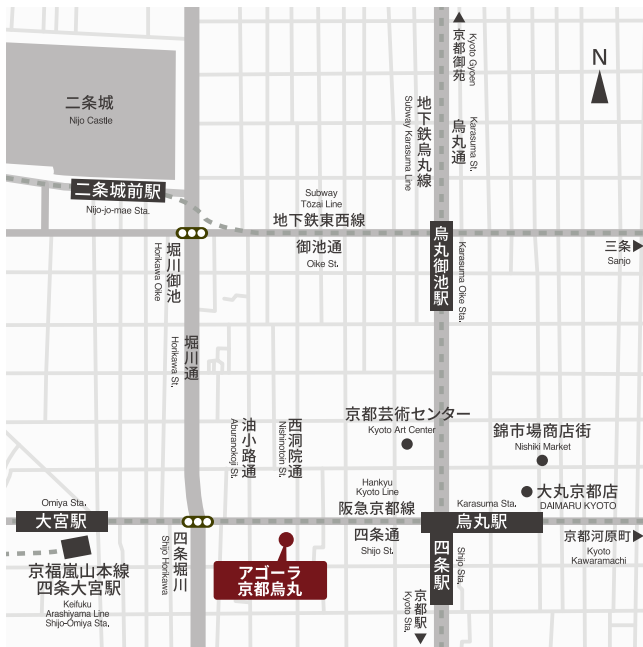 京都御苑
Kyoto Gyoen
N
二条城
Nijo Castle
地下鉄烏丸線
Subway Karasuma Line
烏丸通
Karasuma St.
二条城前駅
Nijo-jo-mae Sta.
Subway
Tōzai Line
地下鉄東西線
御池通
Oike St.
堀川御池
Horikawa Oike
烏丸御池駅
Karasuma Oike Sta.
三条
Sanjo
堀川通
Horikawa St.
油小路通
Aburanokoji St.
西洞院通
Nishinotoin St.
京都芸術センター
Kyoto Art Center
錦市場商店街
Nishiki Market
大丸京都店
DAIMARU KYOTO
Hankyu
Kyoto Line
阪急京都線
四条通
Shijo St.
Omiya Sta.
大宮駅
Karasuma Sta.
烏丸駅
京都河原町
Kyoto
Kawaramachi
四条堀川
Shijo Horikawa
四条駅
Shijo Sta.
アゴーラ
京都烏丸
京福嵐山本線
四条大宮駅
Keifuku
Arashiyama Line
Shijo-Omiya Sta.
京都駅
Kyoto Sta.